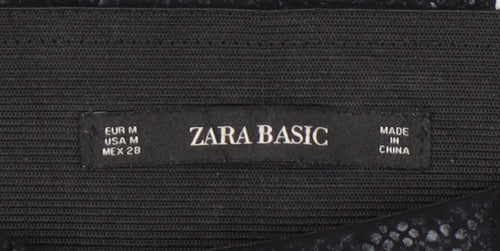 EUR M
USA M
MEX 28
ZARA BASIC
MADE
IN
CHINA